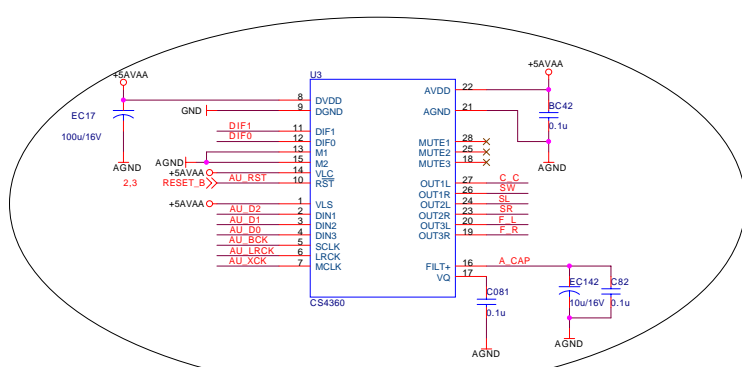 +5AVAA
EC17
100u/16V
AGND
2,3
U3
CS4360
GND
8 DVDD
9 DGND
DIF1 11 DIF1
DIF0 12 DIF0
13 M1
AGND 15 M2
+5AVAA 14 VLC
RESET_B AU_RST 10 RST
+5AVAA 1 VLS
AU_D2 2 DIN1
AU_D1 3 DIN2
AU_D0 4 DIN3
AU_BCK 5 SCLK
AU_LRCK 6 LRCK
AU_XCK 7 MCLK
AVDD 22
AGND 21
MUTE1 28
MUTE2 25
MUTE3 18
OUT1L 27 C_C
OUT1R 26 SW
OUT2L 24 SL
OUT2R 23 SR
OUT3L 20 F_L
OUT3R 19 F_R
FILT+ 16 A_CAP
VQ 17
+5AVAA
BC42
0.1u
AGND
C081
0.1u
AGND
EC142
10u/16V
C82
0.1u
AGND